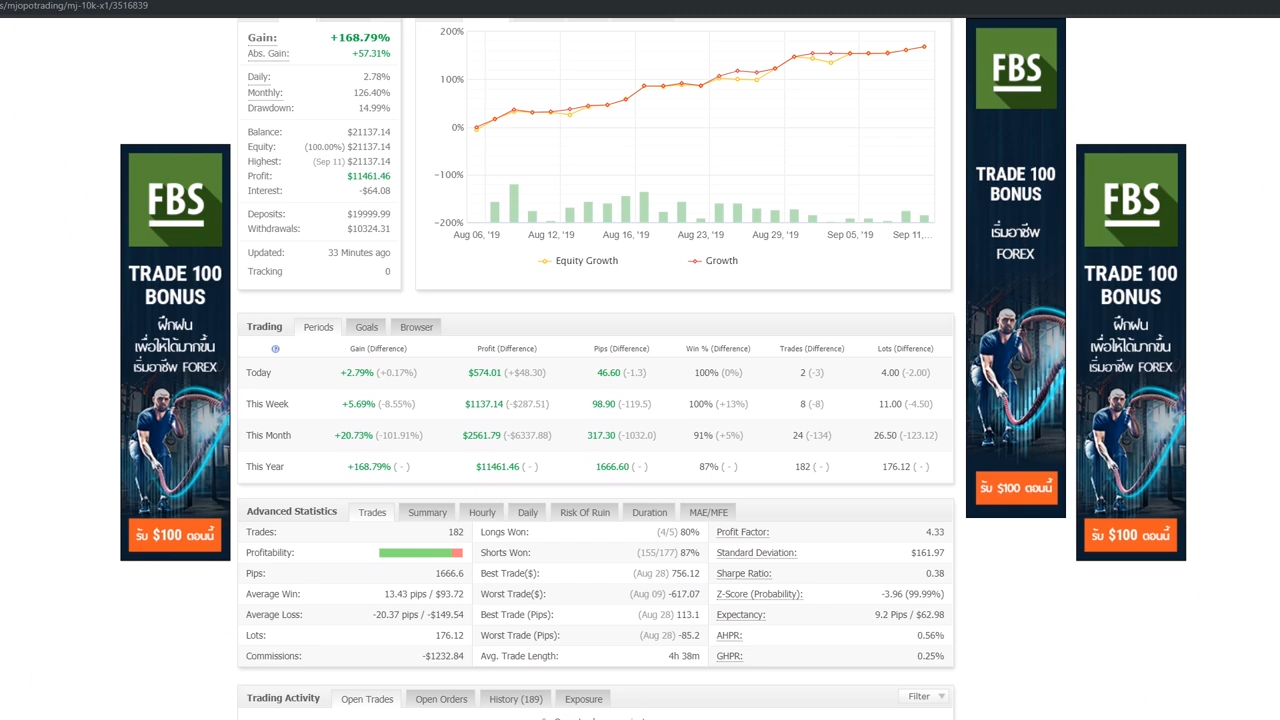 s/mjopotrading/mj-10k-x1/3516839
Gain: +168.79%
Abs. Gain: +57.31%
Daily: 2.78%
Monthly: 126.40%
Drawdown: 14.99%
Balance: $21137.14
Equity: (100.00%) $21137.14
Highest: (Sep 11) $21137.14
Profit: $11461.46
Interest: -$64.08
Deposits: $19999.99
Withdrawals: $10324.31
Updated: 33 Minutes ago
Tracking 0
200%
100%
0%
-100%
-200%
Aug 06, '19 Aug 12, '19 Aug 16, '19 Aug 23, '19 Aug 29, '19 Sep 05, '19 Sep 11,...
Equity Growth Growth
FBS
TRADE 100
BONUS
ฝึกฝน
เพื่อให้ได้มากขึ้น
เริ่มอาชีพ FOREX
รับ $100 ตอนนี้
Trading Periods Goals Browser
Gain (Difference) Profit (Difference) Pips (Difference) Win % (Difference) Trades (Difference) Lots (Difference)
Today +2.79% (+0.17%) $574.01 (+$48.30) 46.60 (-1.3) 100% (0%) 2 (-3) 4.00 (-2.00)
This Week +5.69% (-8.55%) $1137.14 (-$287.51) 98.90 (-119.5) 100% (+13%) 8 (-8) 11.00 (-4.50)
This Month +20.73% (-101.91%) $2561.79 (-$6337.88) 317.30 (-1032.0) 91% (+5%) 24 (-134) 26.50 (-123.12)
This Year +168.79% ( - ) $11461.46 ( - ) 1666.60 ( - ) 87% ( - ) 182 ( - ) 176.12 ( - )
Advanced Statistics Trades Summary Hourly Daily Risk Of Ruin Duration MAE/MFE
Trades: 182 Longs Won: (4/5) 80% Profit Factor: 4.33
Profitability: Shorts Won: (155/177) 87% Standard Deviation: $161.97
Pips: 1666.6 Best Trade($): (Aug 28) 756.12 Sharpe Ratio: 0.38
Average Win: 13.43 pips / $93.72 Worst Trade($): (Aug 09) -617.07 Z-Score (Probability): -3.96 (99.99%)
Average Loss: -20.37 pips / -$149.54 Best Trade (Pips): (Aug 28) 113.1 Expectancy: 9.2 Pips / $62.98
Lots: 176.12 Worst Trade (Pips): (Aug 28) -85.2 AHPR: 0.56%
Commissions: -$1232.84 Avg. Trade Length: 4h 38m GHPR: 0.25%
Trading Activity Open Trades Open Orders History (189) Exposure Filter
FBS
TRADE 100
BONUS
เริ่มอาชีพ
FOREX
รับ $100 ตอนนี้
FBS
TRADE 100
BONUS
ฝึกฝน
เพื่อให้ได้มากขึ้น
เริ่มอาชีพ FOREX
รับ $100 ตอนนี้